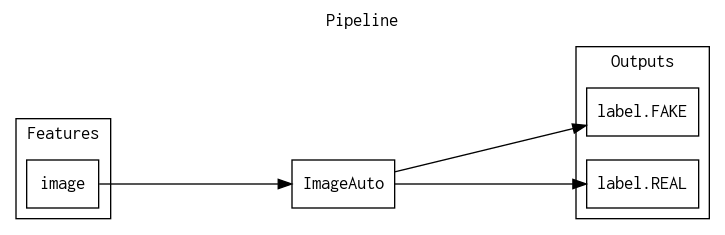 Pipeline
Features
image
ImageAuto
Outputs
label.FAKE
label.REAL